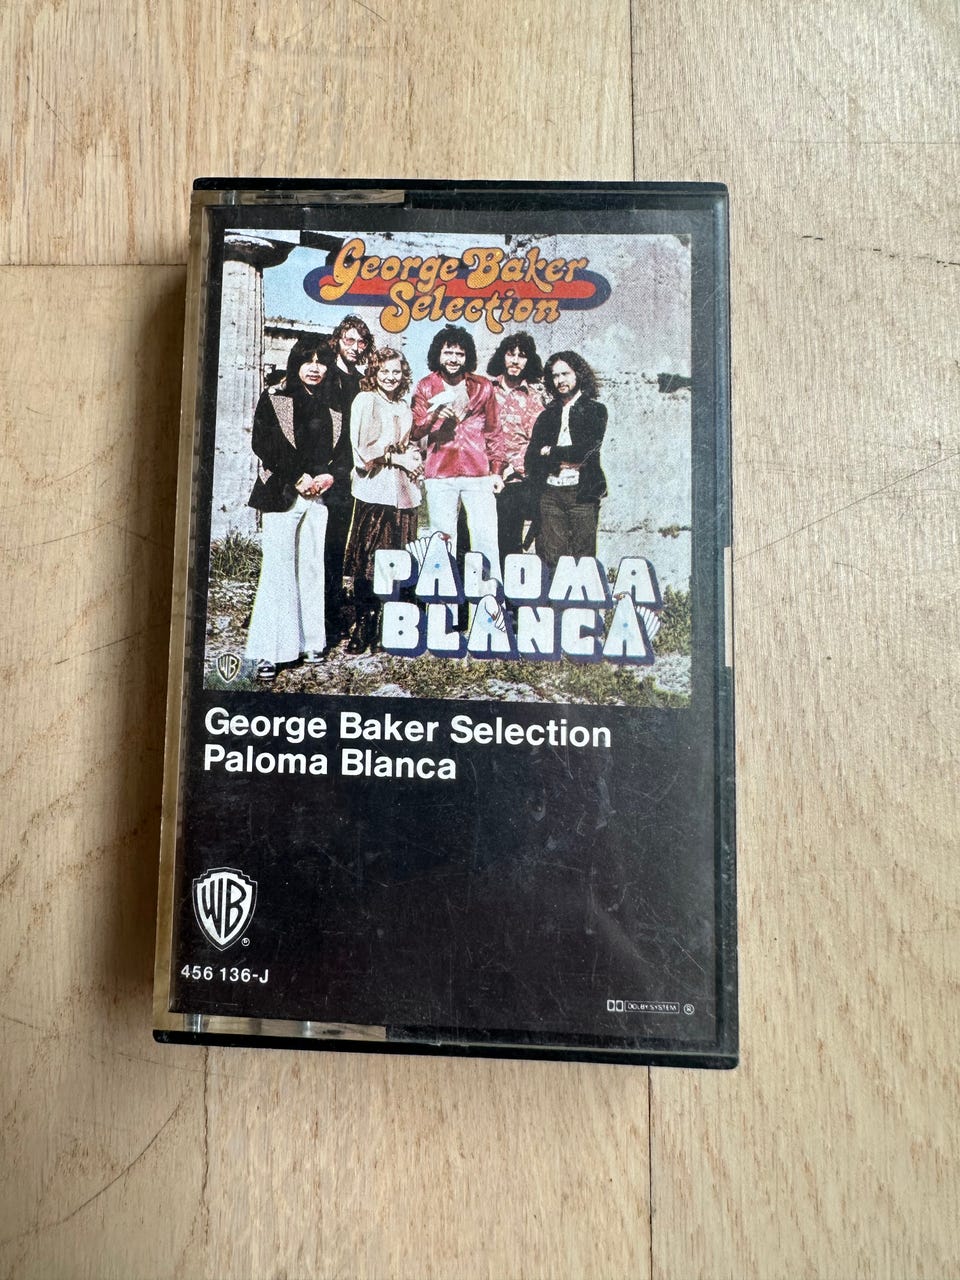 George Baker
Selection
PALOMA
BLANCA
WB
George Baker Selection
Paloma Blanca
WB
®
456 136-J
DOLBY SYSTEM ®